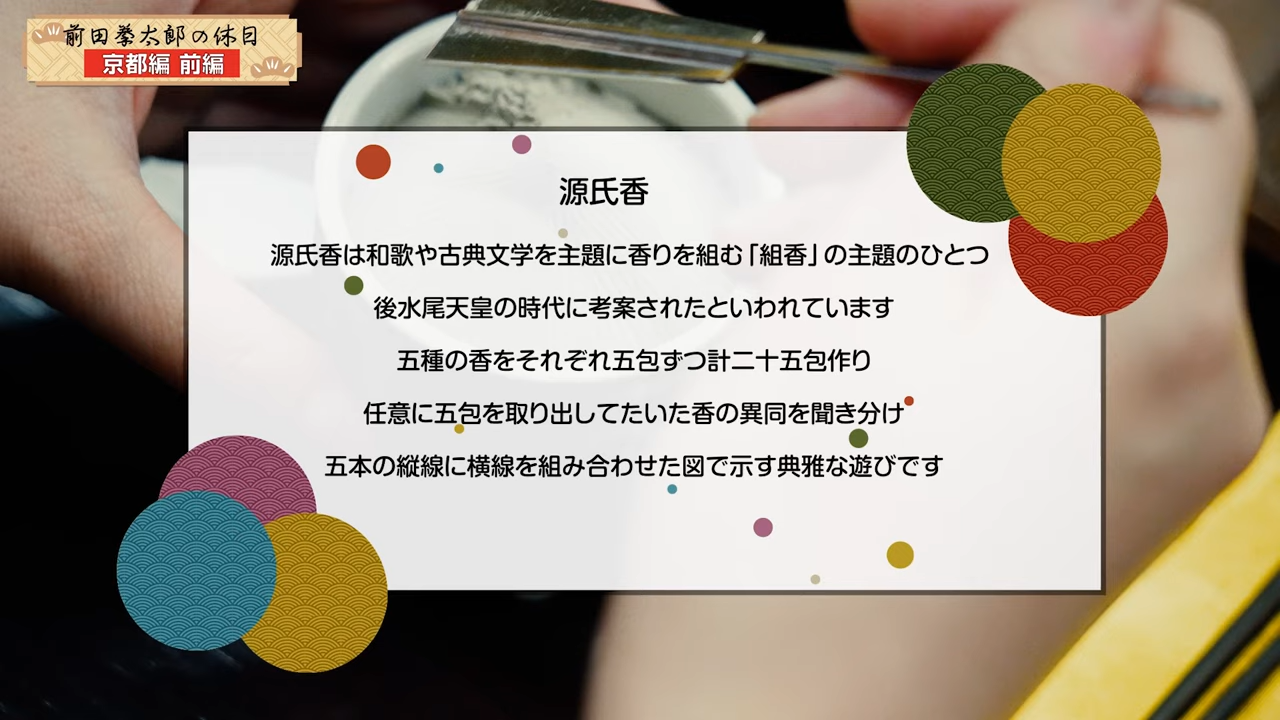 前田拳太郎の休日
京都編 前編
源氏香
源氏香は和歌や古典文学を主題に香りを組む「組香」の主題のひとつ
後水尾天皇の時代に考案されたといわれています
五種の香をそれぞれ五包ずつ計二十五包作り
任意に五包を取り出してたいた香の異同を聞き分け
五本の縦線に横線を組み合わせた図で示す典雅な遊びです